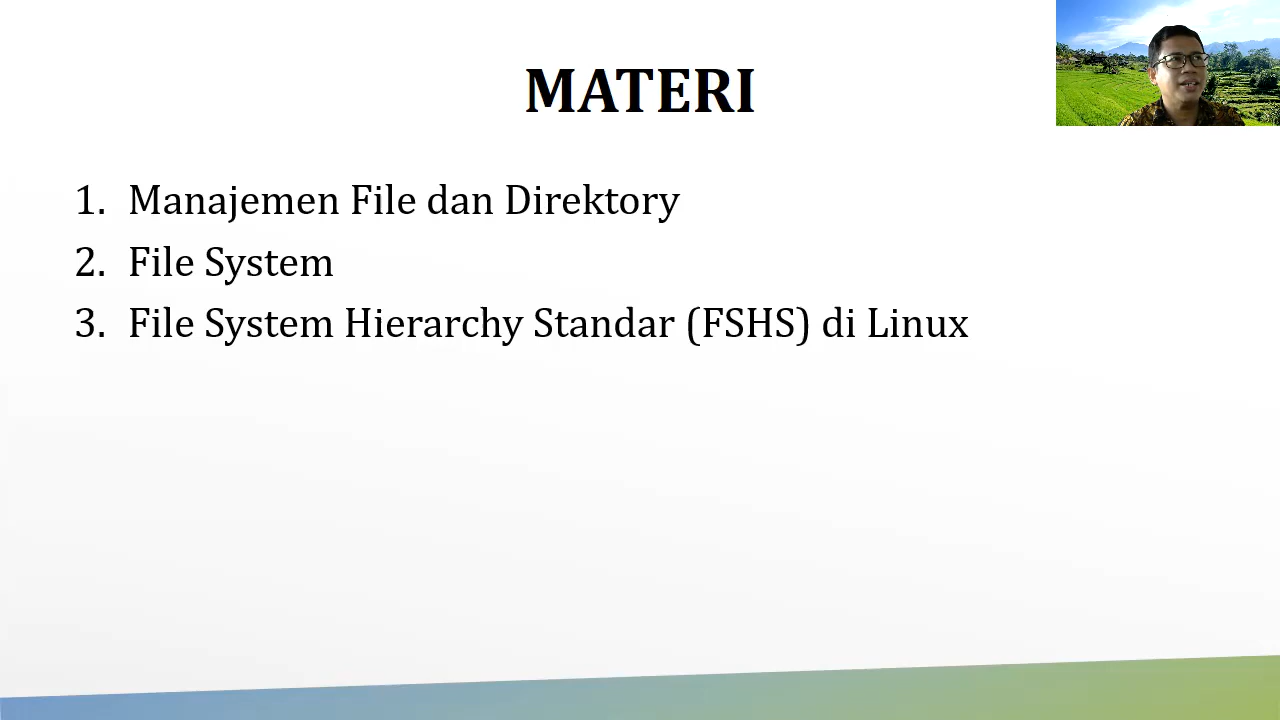 MATERI
1. Manajemen File dan Direktory
2. File System
3. File System Hierarchy Standar (FSHS) di Linux